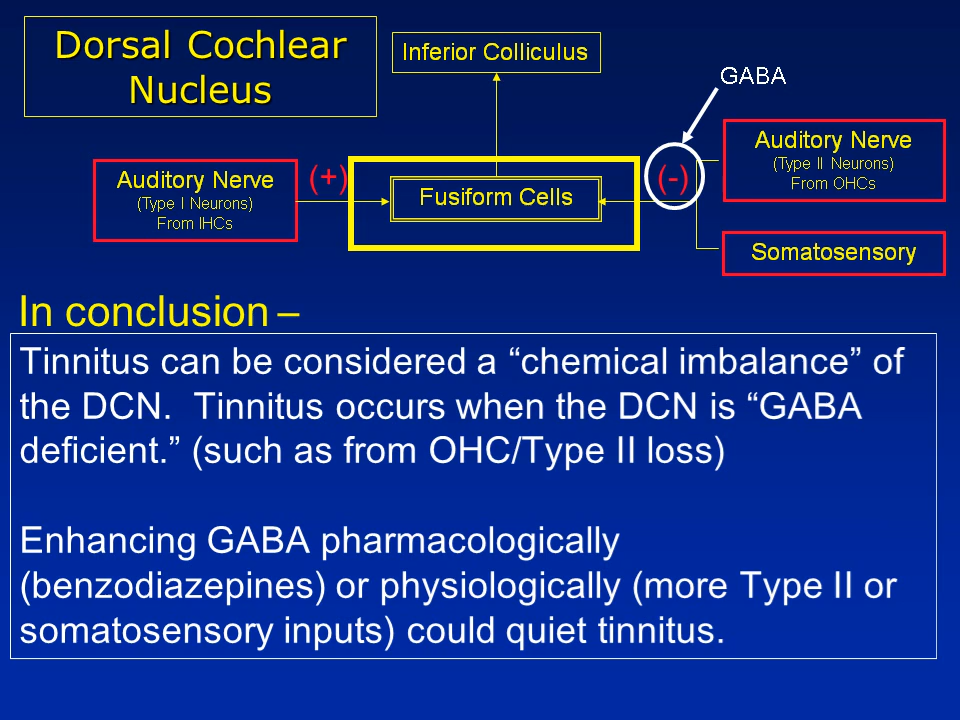 Dorsal Cochlear
Nucleus
Inferior Colliculus
GABA
Auditory Nerve
(Type I Neurons)
From IHCs
(+)
Fusiform Cells
(-)
Auditory Nerve
(Type II Neurons)
From OHCs
Somatosensory
In conclusion –
Tinnitus can be considered a “chemical imbalance” of
the DCN.  Tinnitus occurs when the DCN is “GABA
deficient.” (such as from OHC/Type II loss)
Enhancing GABA pharmacologically
(benzodiazepines) or physiologically (more Type II or
somatosensory inputs) could quiet tinnitus.